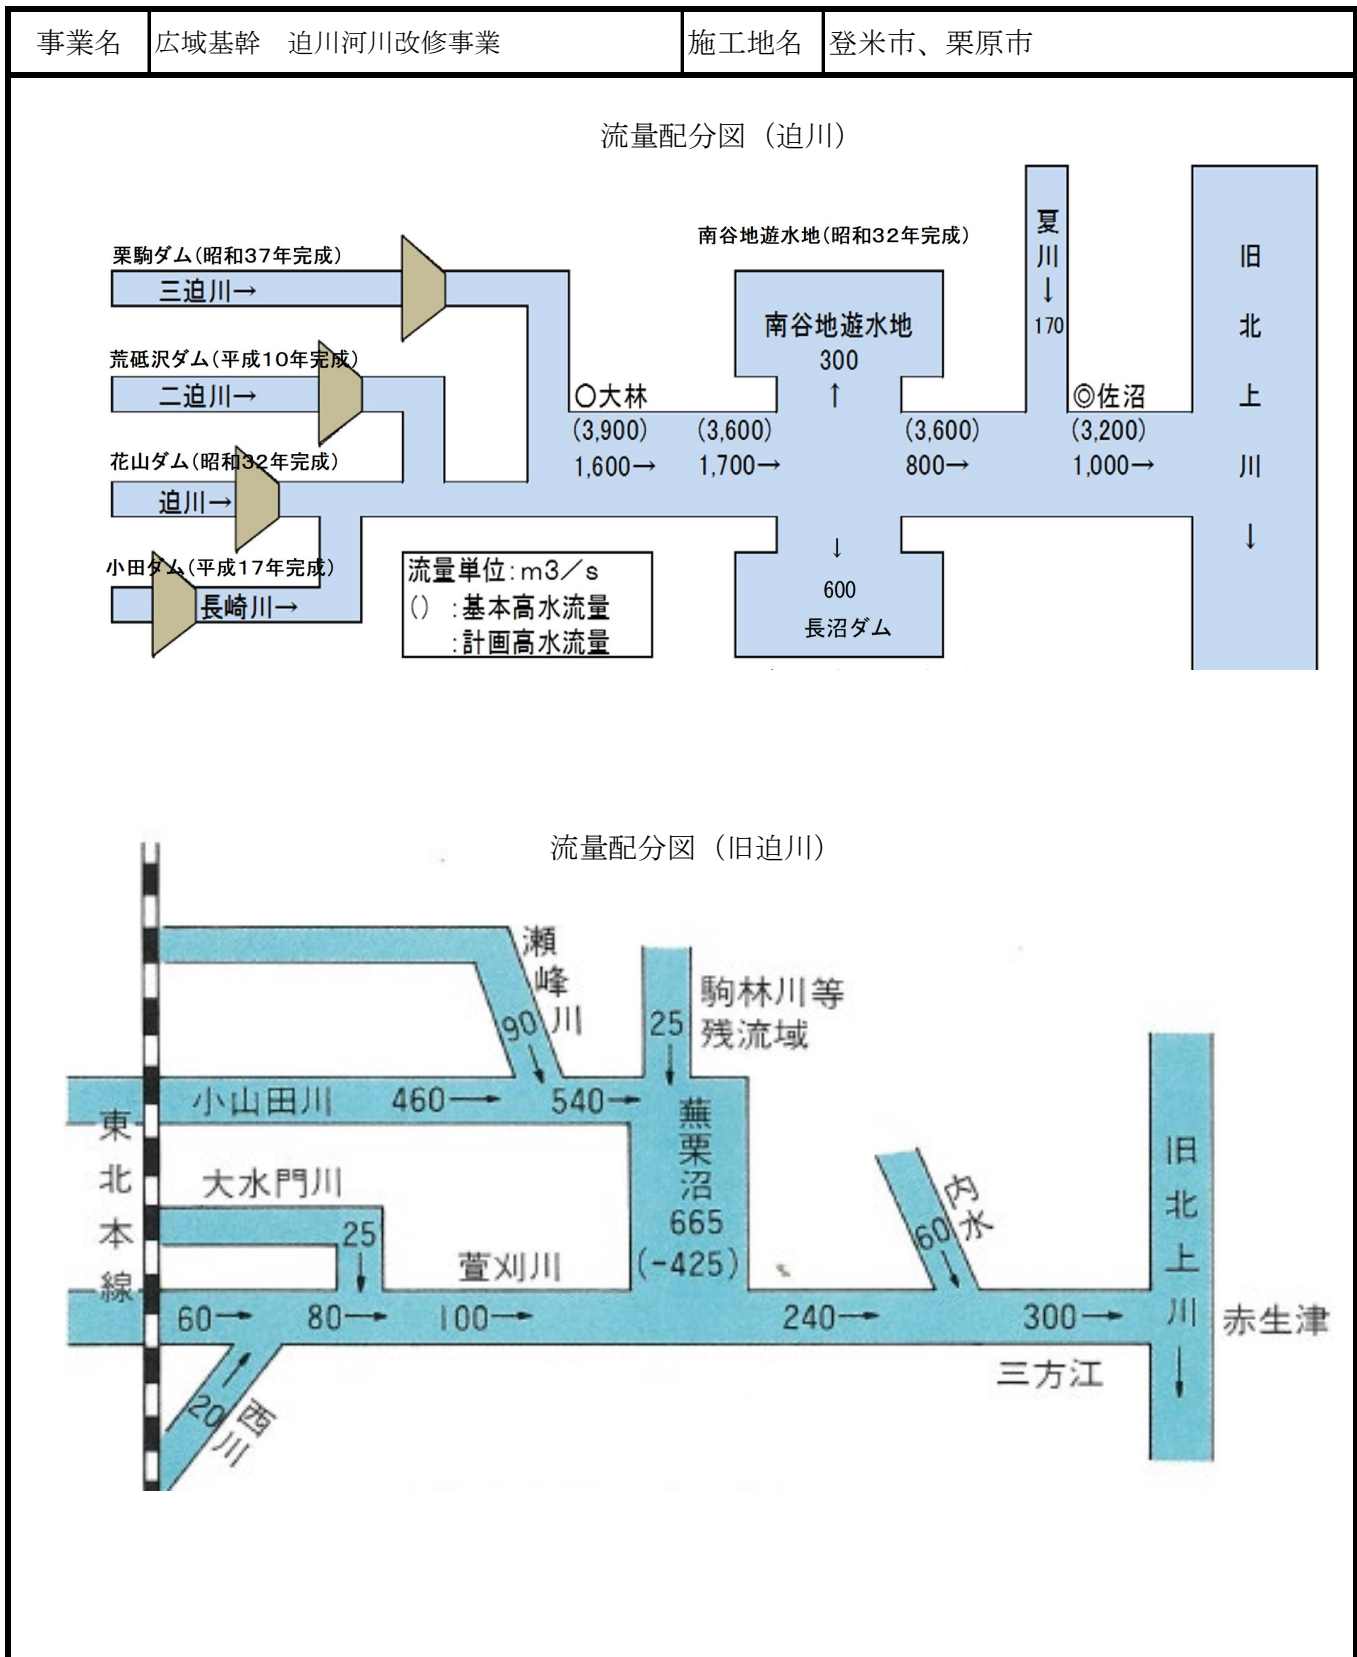 事業名 広域基幹　迫川河川改修事業 施工地名 登米市、栗原市
流量配分図（迫川）
栗駒ダム(昭和37年完成)
三迫川→
荒砥沢ダム(平成10年完成)
二迫川→
花山ダム(昭和32年完成)
迫川→
小田ダム(平成17年完成)
長崎川→
〇大林
(3,900)
1,600→
(3,600)
1,700→
南谷地遊水地(昭和32年完成)
南谷地遊水地
300
↑
↓
600
長沼ダム
(3,600)
800→
夏川
↓
170
◎佐沼
(3,200)
1,000→
旧北上川
↓
流量単位：m3／s
()　：基本高水流量
：計画高水流量
流量配分図（旧迫川）
瀬峰川
90→
25
↓
駒林川等
残流域
小山田川　460→　540→
蕪栗沼
665
(-425)
東北本線
大水門川
25
↓
萱刈川
60→　80→　100→　240→　300→
内水
60→
旧北上川
↓
赤生津
三方江
20→
西川